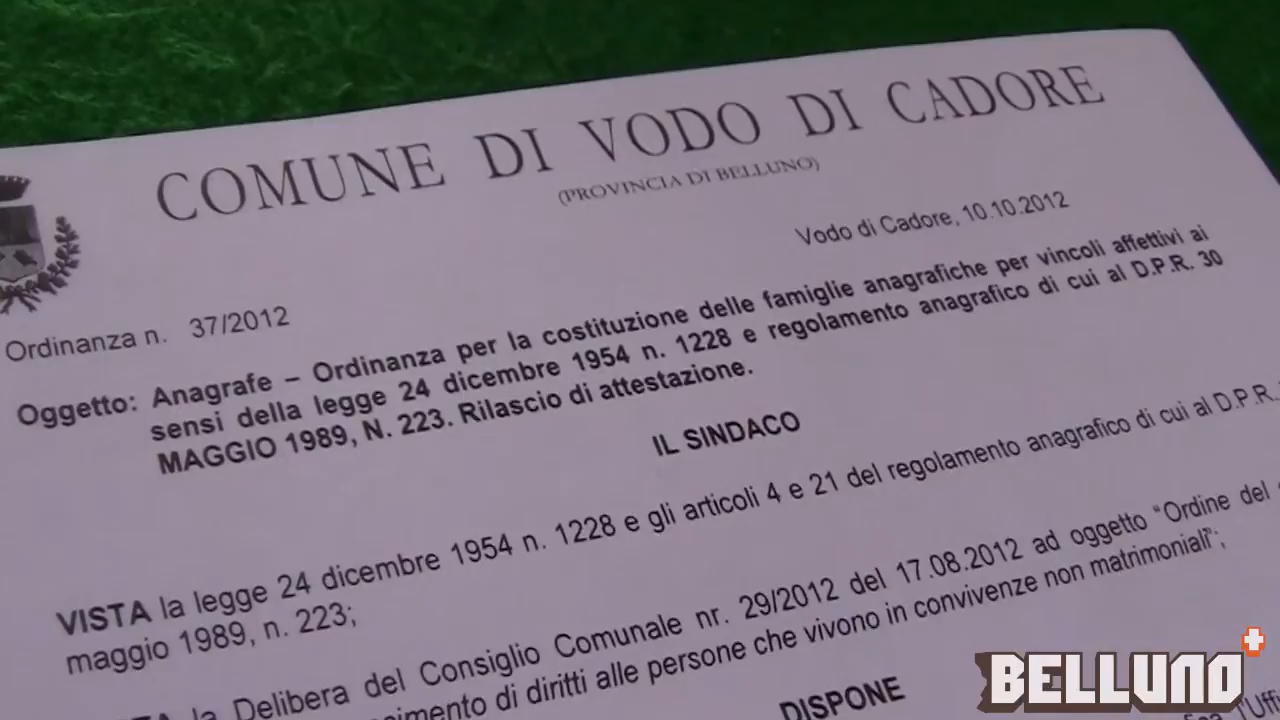 COMUNE DI VODO DI CADORE
(PROVINCIA DI BELLUNO)
Vodo di Cadore, 10.10.2012
Ordinanza n. 37/2012
Oggetto: Anagrafe – Ordinanza per la costituzione delle famiglie anagrafiche per vincoli affettivi ai
sensi della legge 24 dicembre 1954 n. 1228 e regolamento anagrafico di cui al D.P.R. 30
MAGGIO 1989, N. 223. Rilascio di attestazione.
IL SINDACO
VISTA la legge 24 dicembre 1954 n. 1228 e gli articoli 4 e 21 del regolamento anagrafico di cui al D.P.R.
maggio 1989, n. 223;
la Delibera del Consiglio Comunale nr. 29/2012 del 17.08.2012 ad oggetto “Ordine del
di diritti alle persone che vivono in convivenze non matrimoniali”;
DISPONE
BELLUNO+